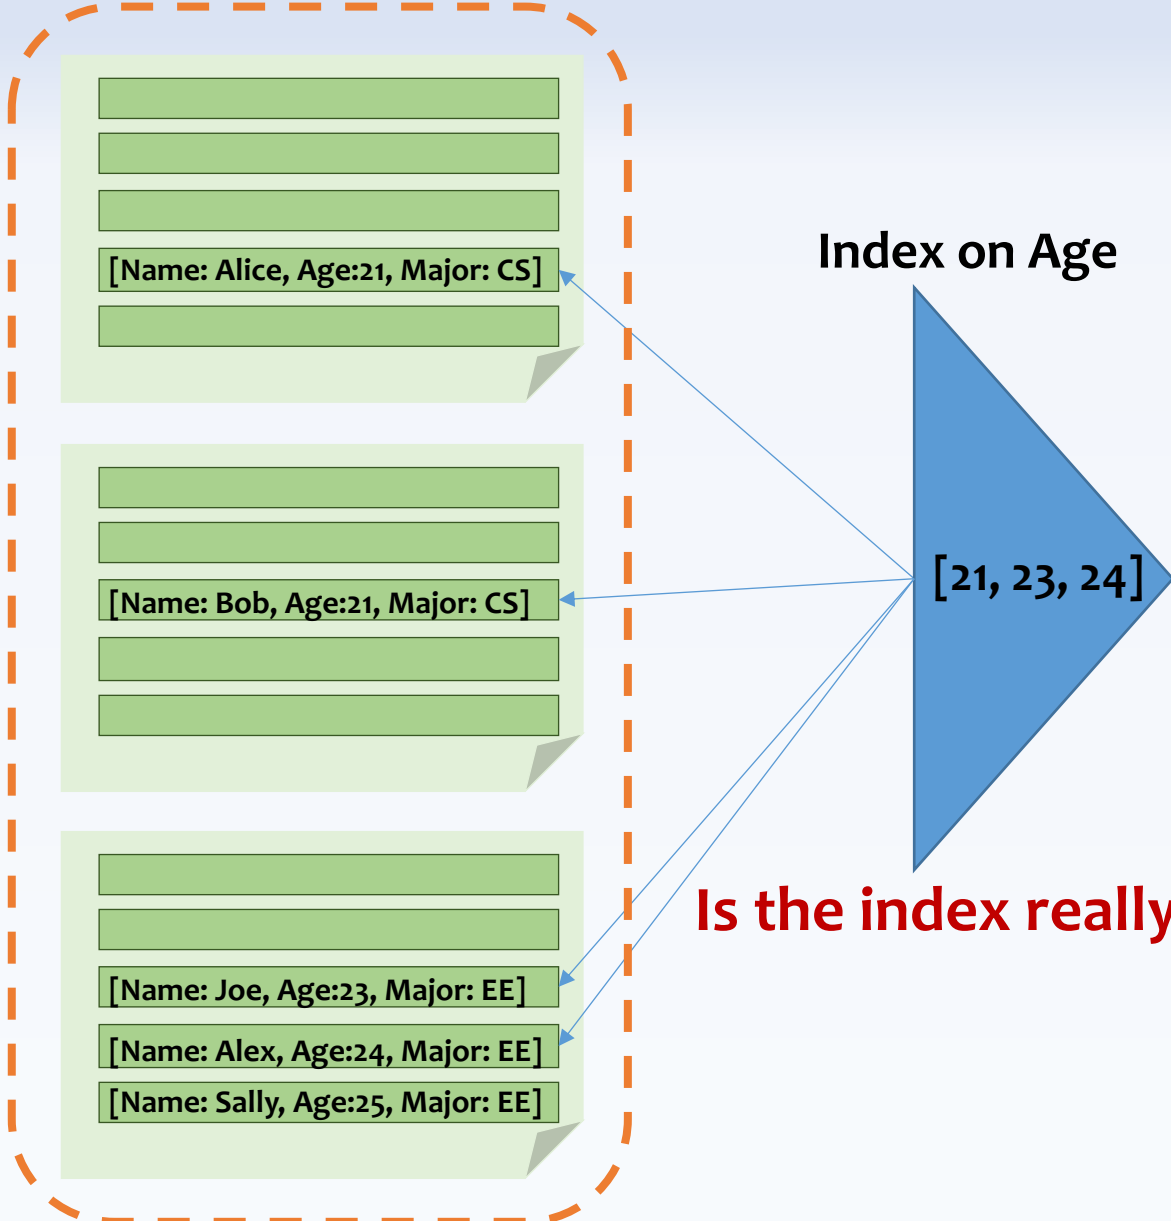 [Name: Alice, Age:21, Major: CS]
Index on Age
[21, 23, 24]
[Name: Bob, Age:21, Major: CS]
Is the index really
[Name: Joe, Age:23, Major: EE]
[Name: Alex, Age:24, Major: EE]
[Name: Sally, Age:25, Major: EE]